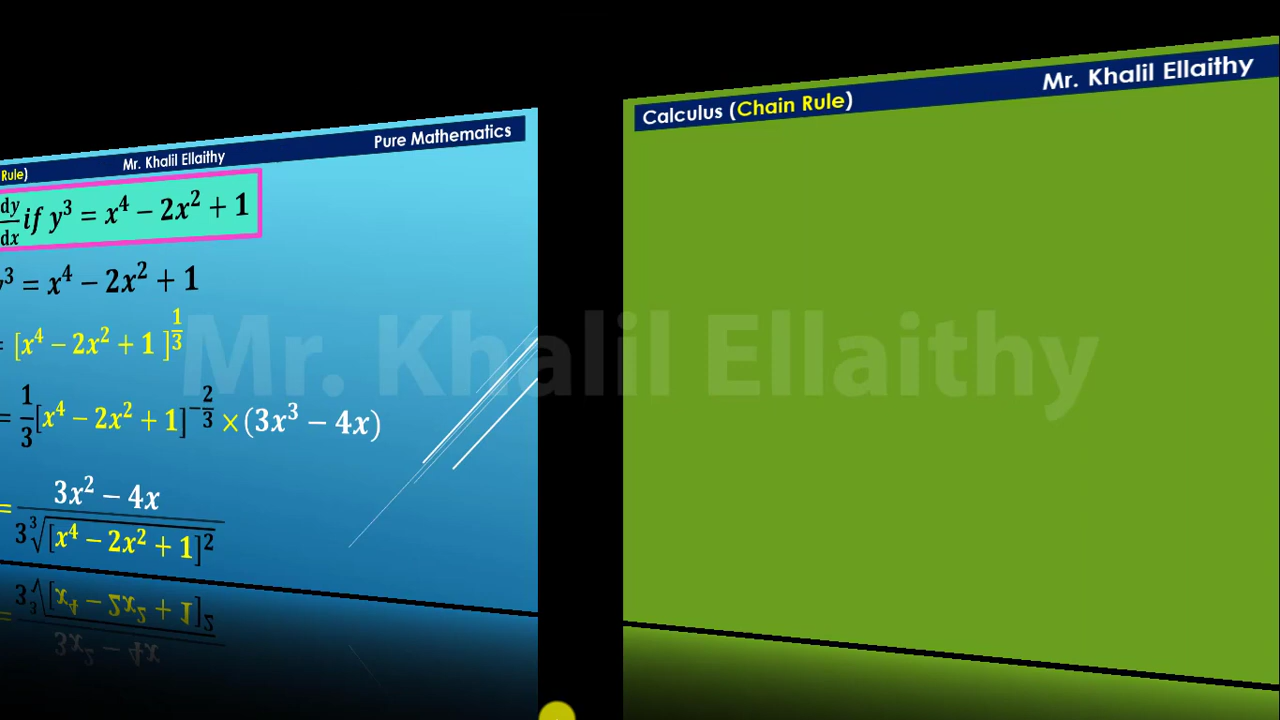 Rule)
Mr. Khalil Ellaithy
Pure Mathematics
dy/dx if y³ = x⁴ − 2x² + 1
y³ = x⁴ − 2x² + 1
= [x⁴ − 2x² + 1 ]^(1/3)
= 1/3 [x⁴ − 2x² + 1]^(−2/3) × (3x³ − 4x)
= (3x² − 4x) / (3 ∛([x⁴ − 2x² + 1]²))
Calculus (Chain Rule)
Mr. Khalil Ellaithy
Mr. Khalil Ellaithy